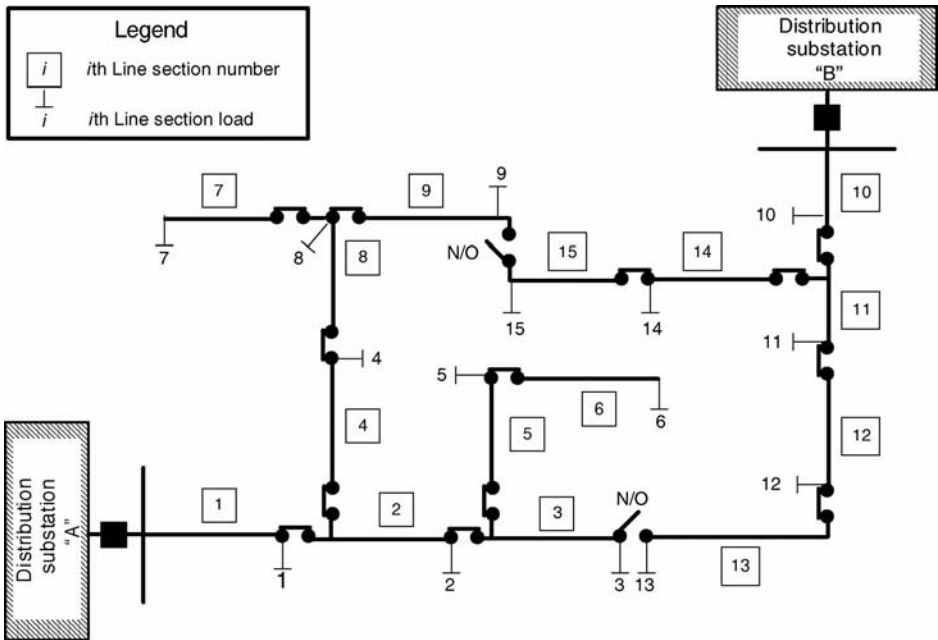 Legend
i ith Line section number
i ith Line section load
Distribution
substation
“B”
7
9
9
10
10
7
8
8
N/O
15
14
15
14
11
11
4
5
6
6
4
5
12
12
Distribution
substation
“A”
1
2
3
N/O
1
2
3
13
13